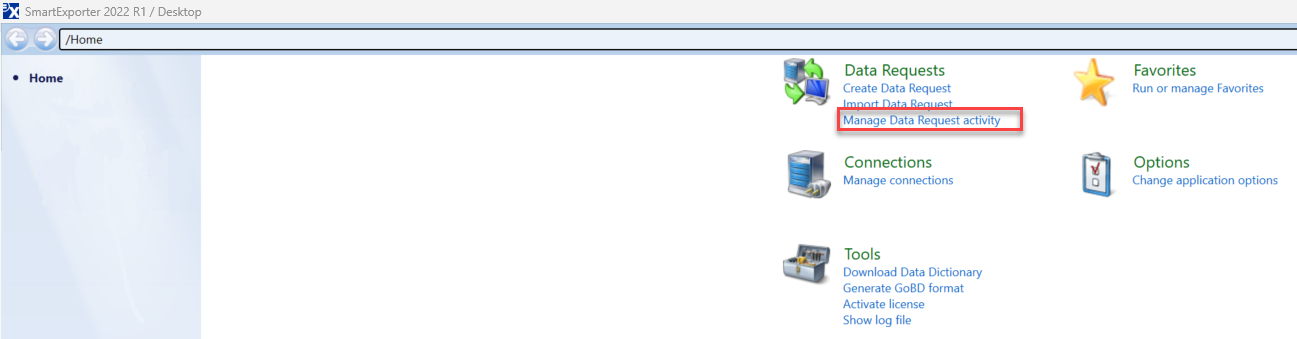 SmartExporter 2022 R1 / Desktop
/Home
Home
Data Requests
Create Data Request
Import Data Request
Manage Data Request activity
Favorites
Run or manage Favorites
Connections
Manage connections
Options
Change application options
Tools
Download Data Dictionary
Generate GoBD format
Activate license
Show log file